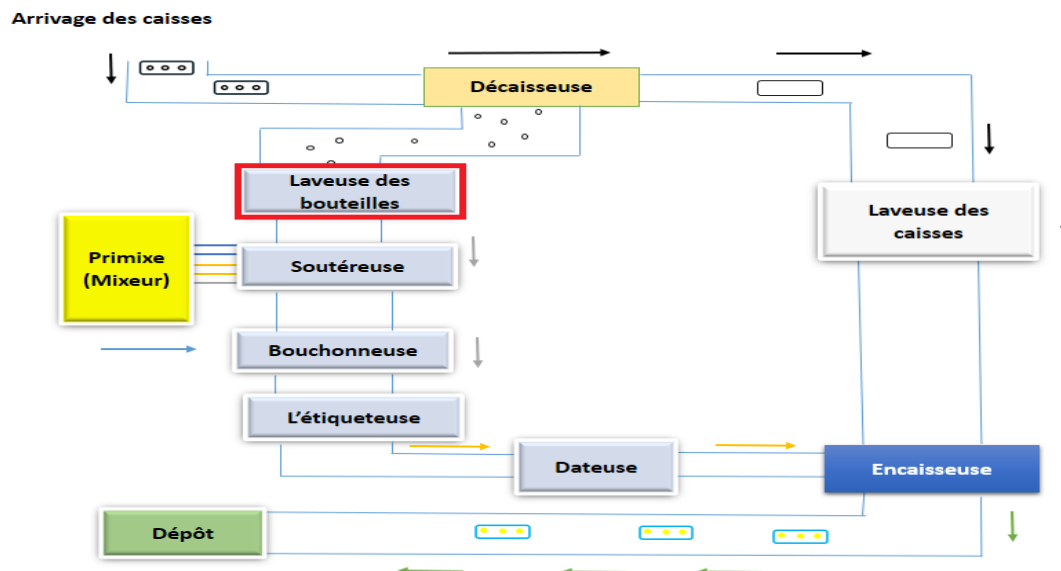 Arrivage des caisses
Décaisseuse
Laveuse des
bouteilles
Laveuse des
caisses
Primixe
(Mixeur)
Soutéreuse
Bouchonneuse
L’étiqueteuse
Dateuse
Encaisseuse
Dépôt